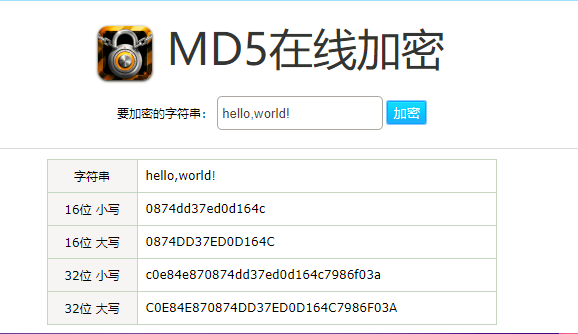 MD5在线加密
要加密的字符串: hello,world! 加密
字符串 hello,world!
16位 小写 0874dd37ed0d164c
16位 大写 0874DD37ED0D164C
32位 小写 c0e84e870874dd37ed0d164c7986f03a
32位 大写 C0E84E870874DD37ED0D164C7986F03A